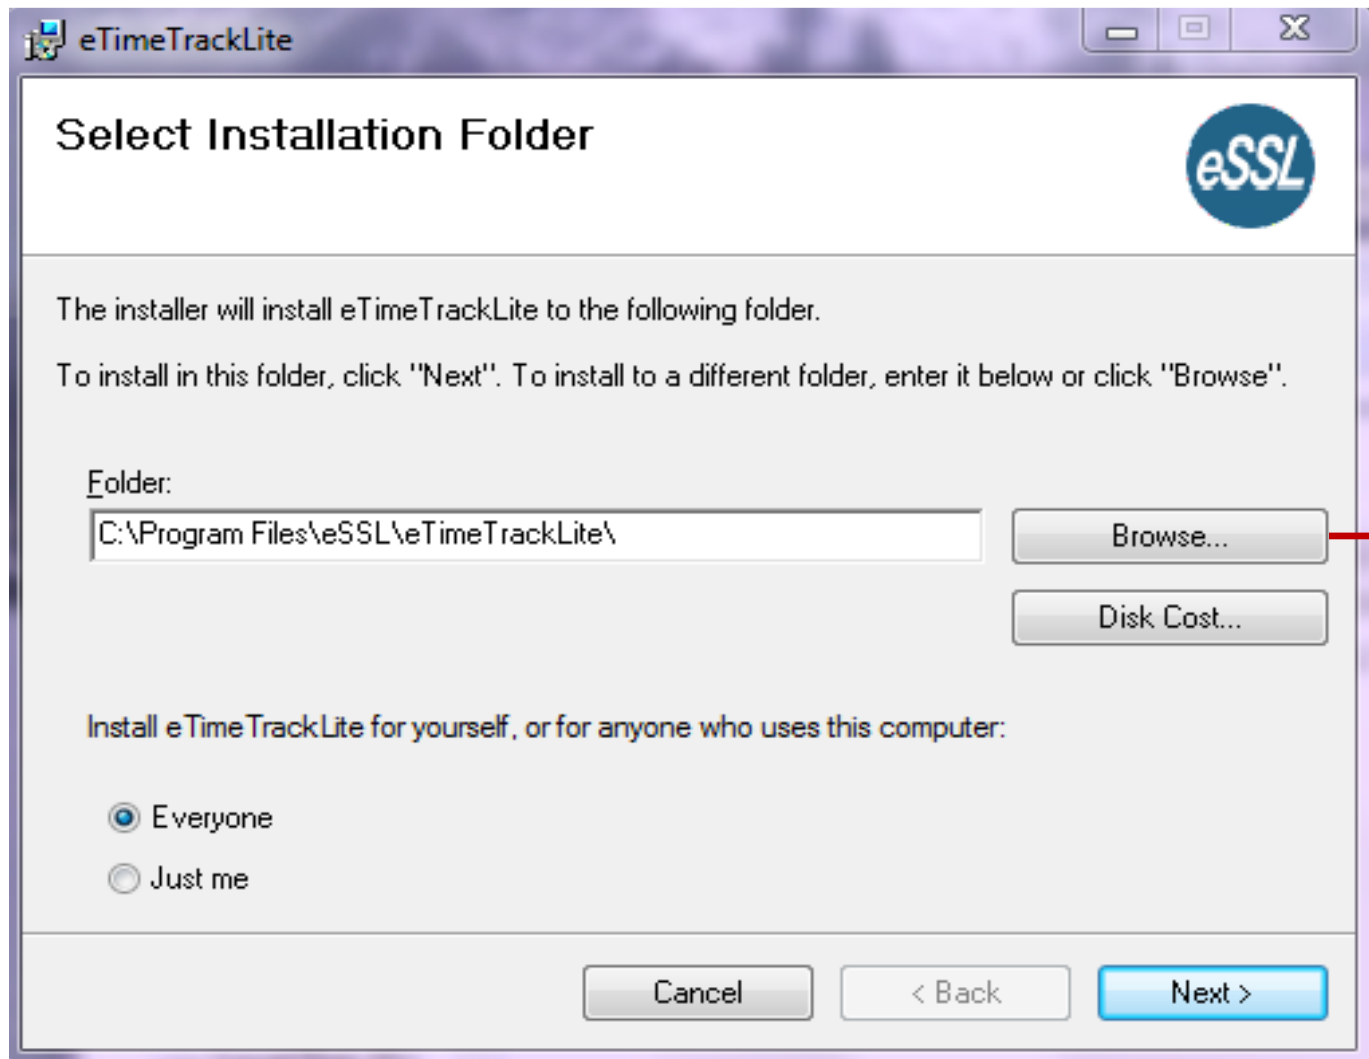 eTimeTrackLite
Select Installation Folder
eSSL
The installer will install eTimeTrackLite to the following folder.
To install in this folder, click "Next". To install to a different folder, enter it below or click "Browse".
Folder:
C:\Program Files\eSSL\eTimeTrackLite\
Browse...
Disk Cost...
Install eTimeTrackLite for yourself, or for anyone who uses this computer:
Everyone
Just me
Cancel
< Back
Next >